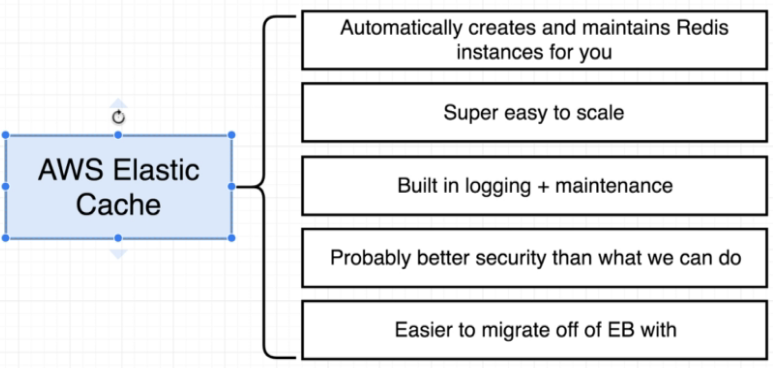 AWS Elastic
Cache
Automatically creates and maintains Redis
instances for you
Super easy to scale
Built in logging + maintenance
Probably better security than what we can do
Easier to migrate off of EB with